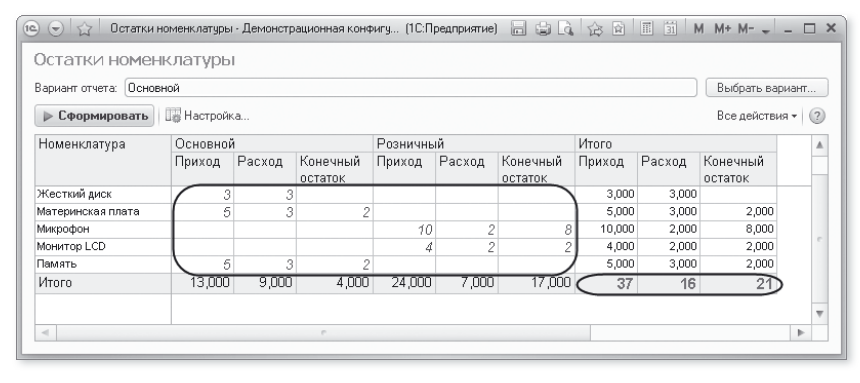 Остатки номенклатуры - Демонстрационная конфигу... (1С:Предприятие) M M+ M-
Остатки номенклатуры
Вариант отчета: Основной Выбрать вариант...
Сформировать Настройка... Все действия ?
Номенклатура Основной Розничный Итого
Приход Расход Конечный остаток Приход Расход Конечный остаток Приход Расход Конечный остаток
Жесткий диск 3 3 3,000 3,000
Материнская плата 5 3 2 5,000 3,000 2,000
Микрофон 10 2 8 10,000 2,000 8,000
Монитор LCD 4 2 2 4,000 2,000 2,000
Память 5 3 2 5,000 3,000 2,000
Итого 13,000 9,000 4,000 24,000 7,000 17,000 37 16 21